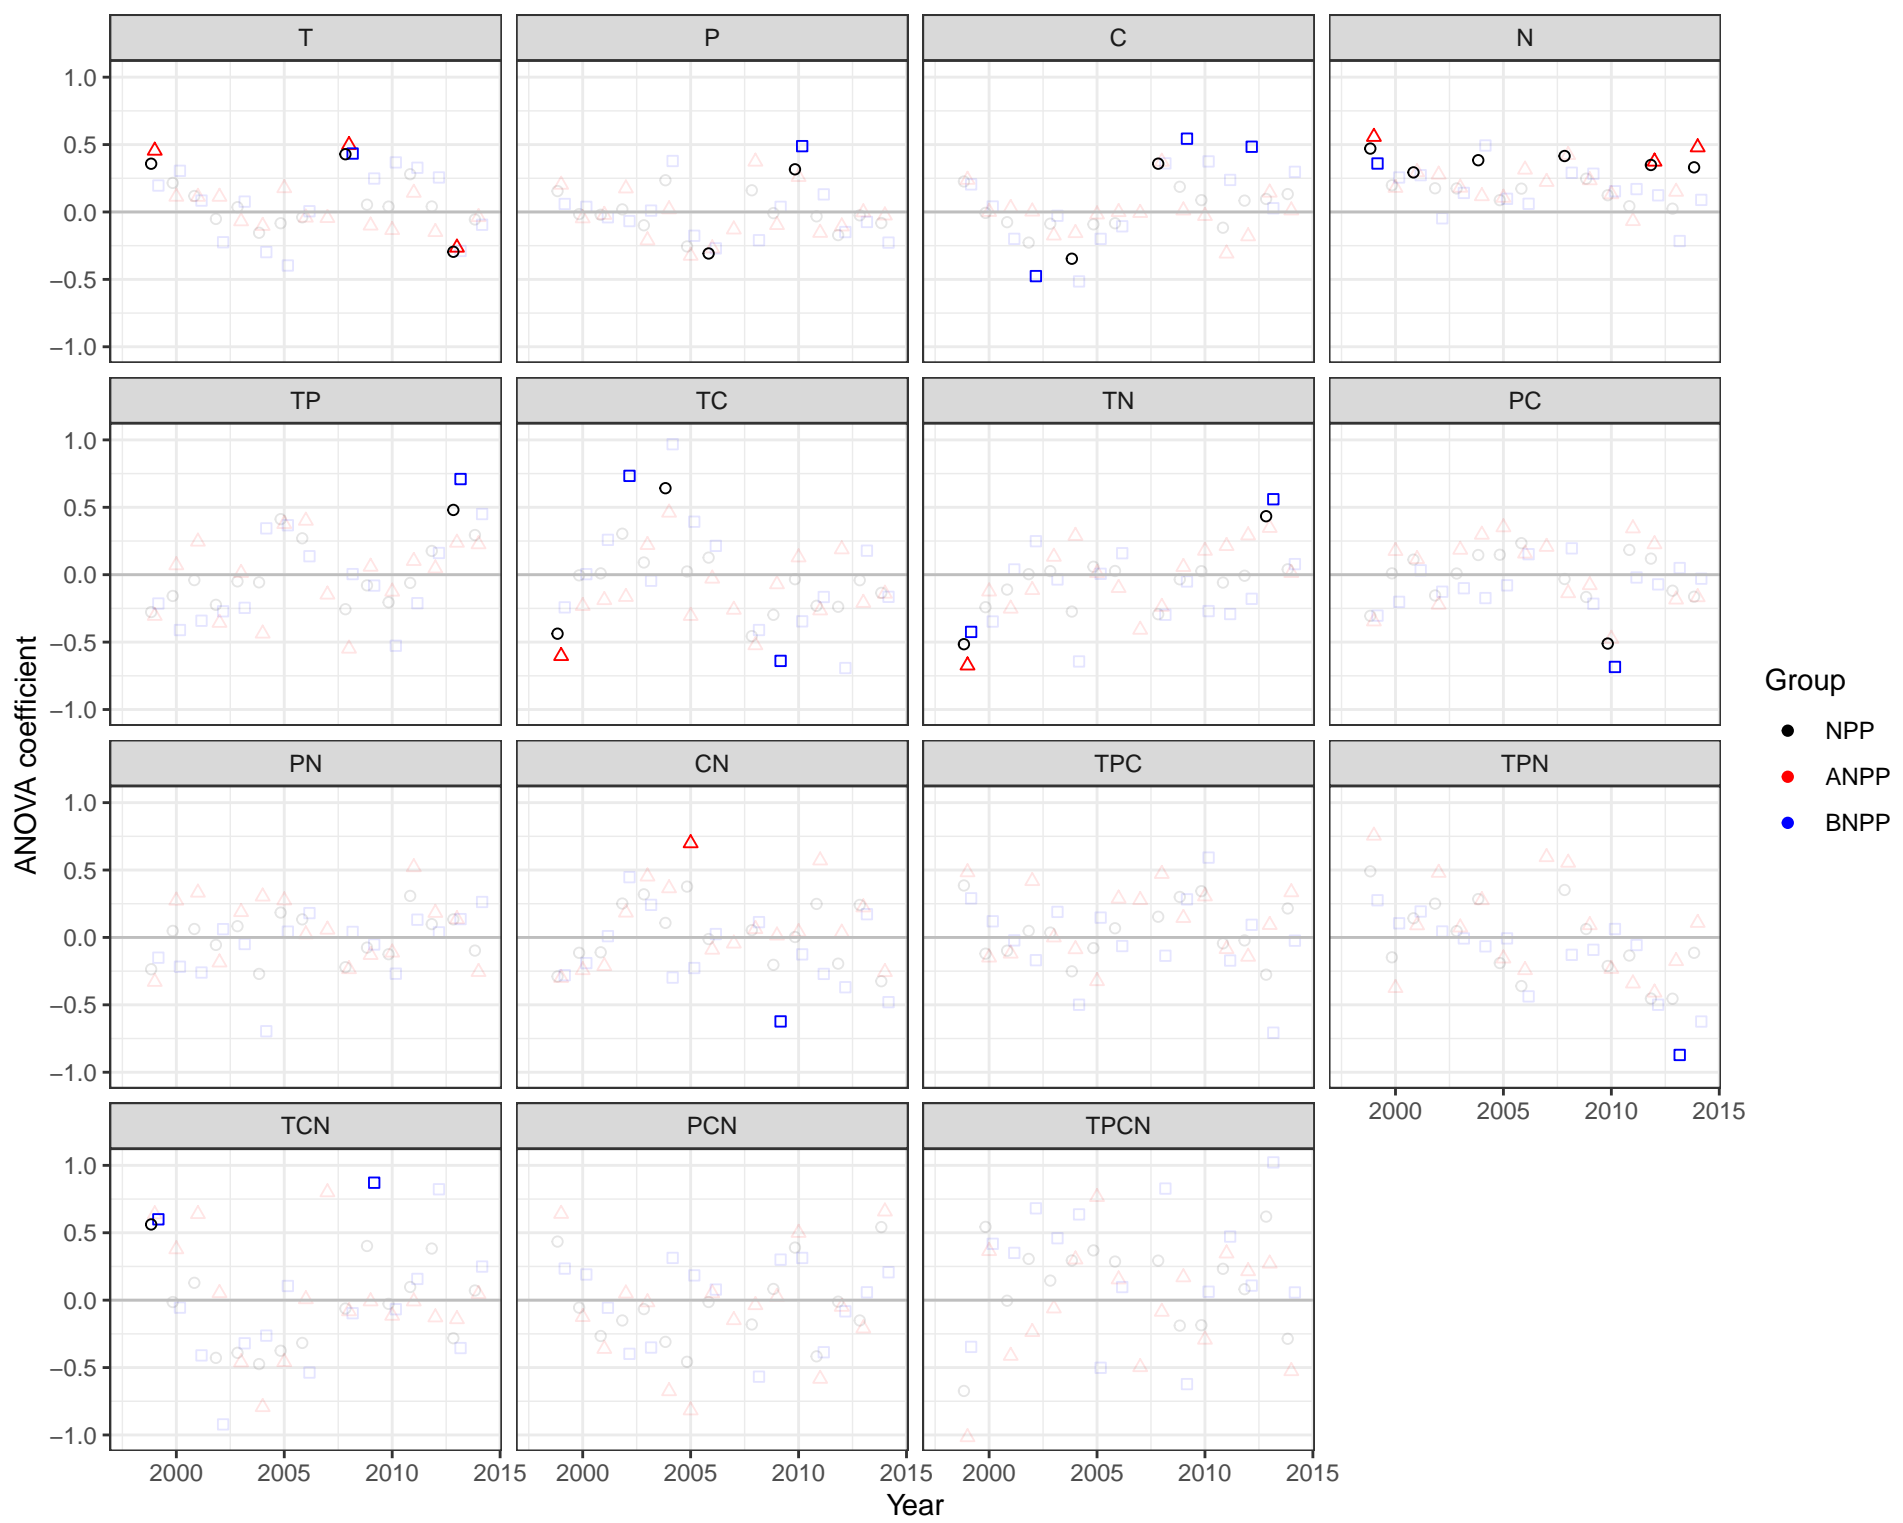 T P C N
1.0
0.5
0.0
−0.5
−1.0
TP TC TN PC
1.0
0.5
0.0
−0.5
−1.0
PN CN TPC TPN
1.0
0.5
0.0
−0.5
−1.0
2000 2005 2010 2015
TCN PCN TPCN
1.0
0.5
0.0
−0.5
−1.0
2000 2005 2010 2015 2000 2005 2010 2015 2000 2005 2010 2015
Year
ANOVA coefficient
Group
NPP
ANPP
BNPP